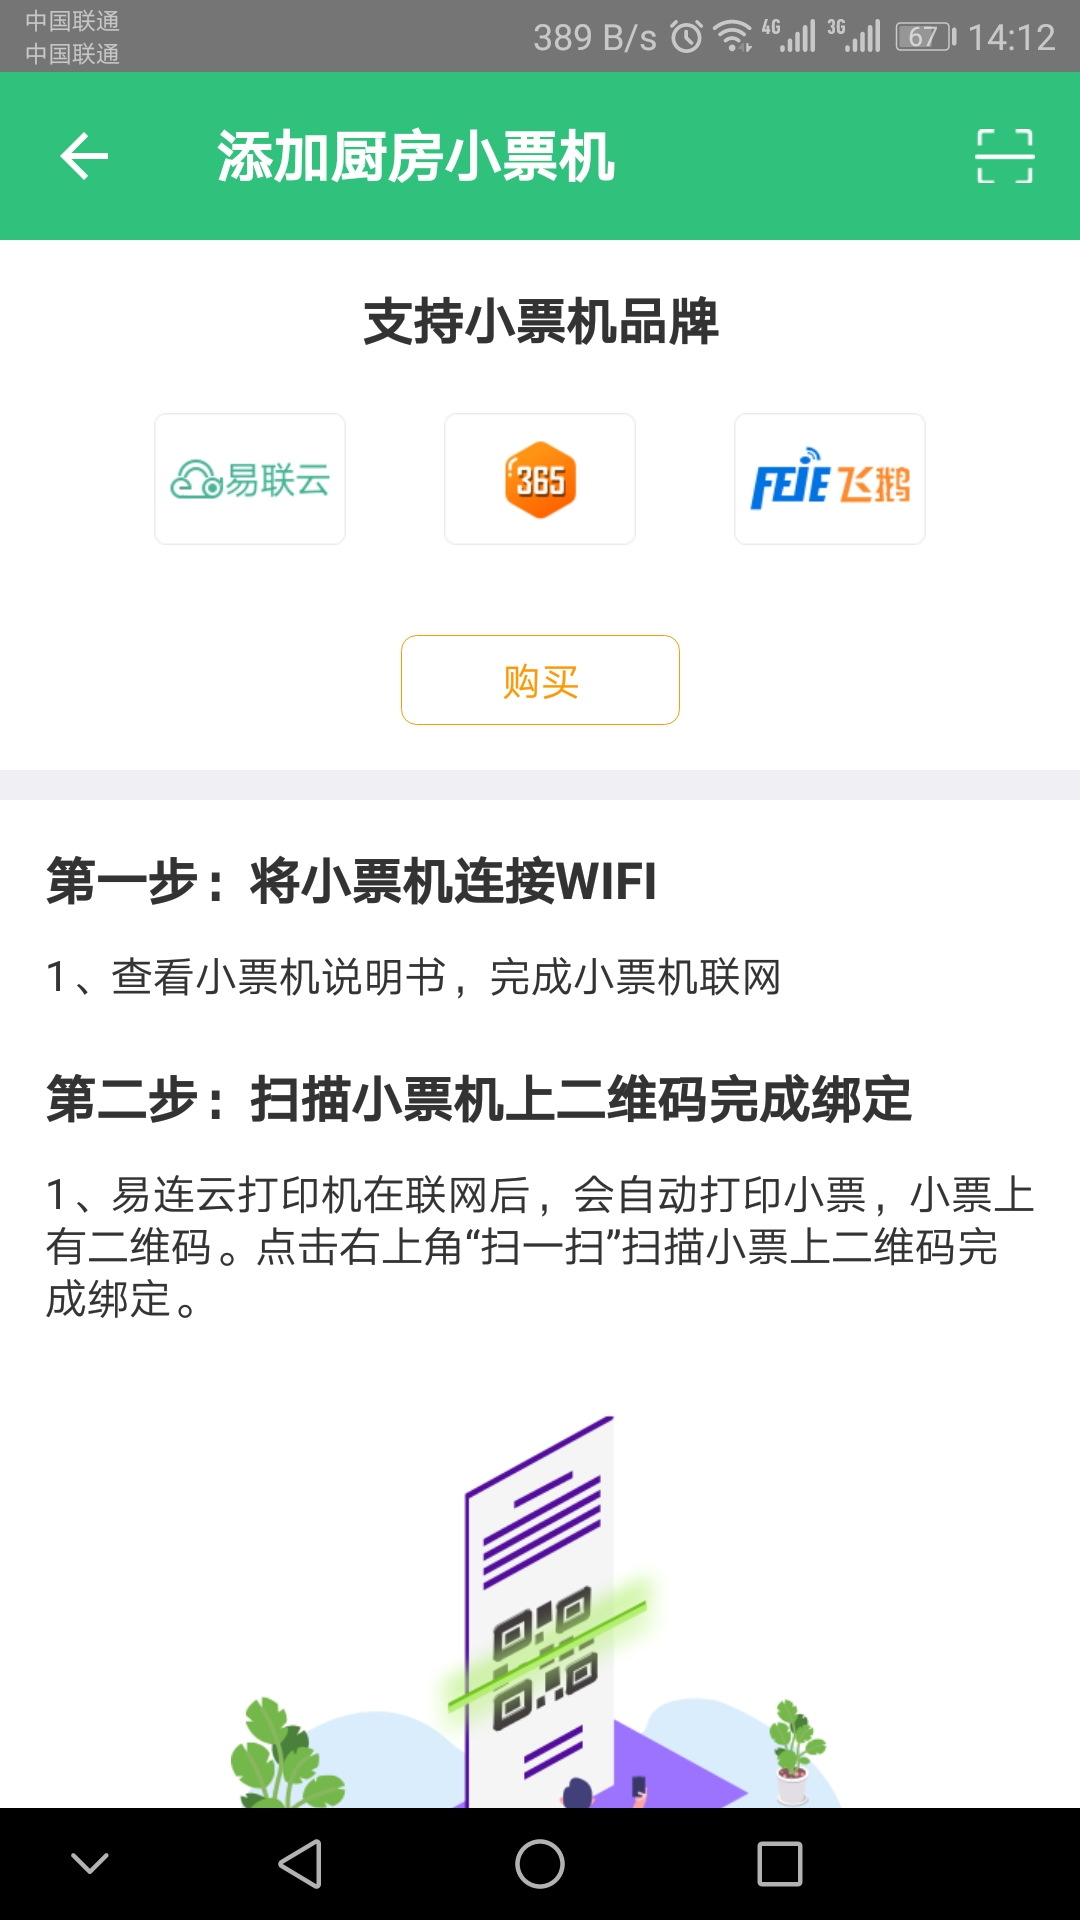 中国联通
中国联通
389 B/s 4G 3G 67 14:12
添加厨房小票机
支持小票机品牌
易联云
365
FEIE飞鹅
购买
第一步：将小票机连接WIFI
1、查看小票机说明书，完成小票机联网
第二步：扫描小票机上二维码完成绑定
1、易连云打印机在联网后，会自动打印小票，小票上
有二维码。点击右上角“扫一扫”扫描小票上二维码完
成绑定。